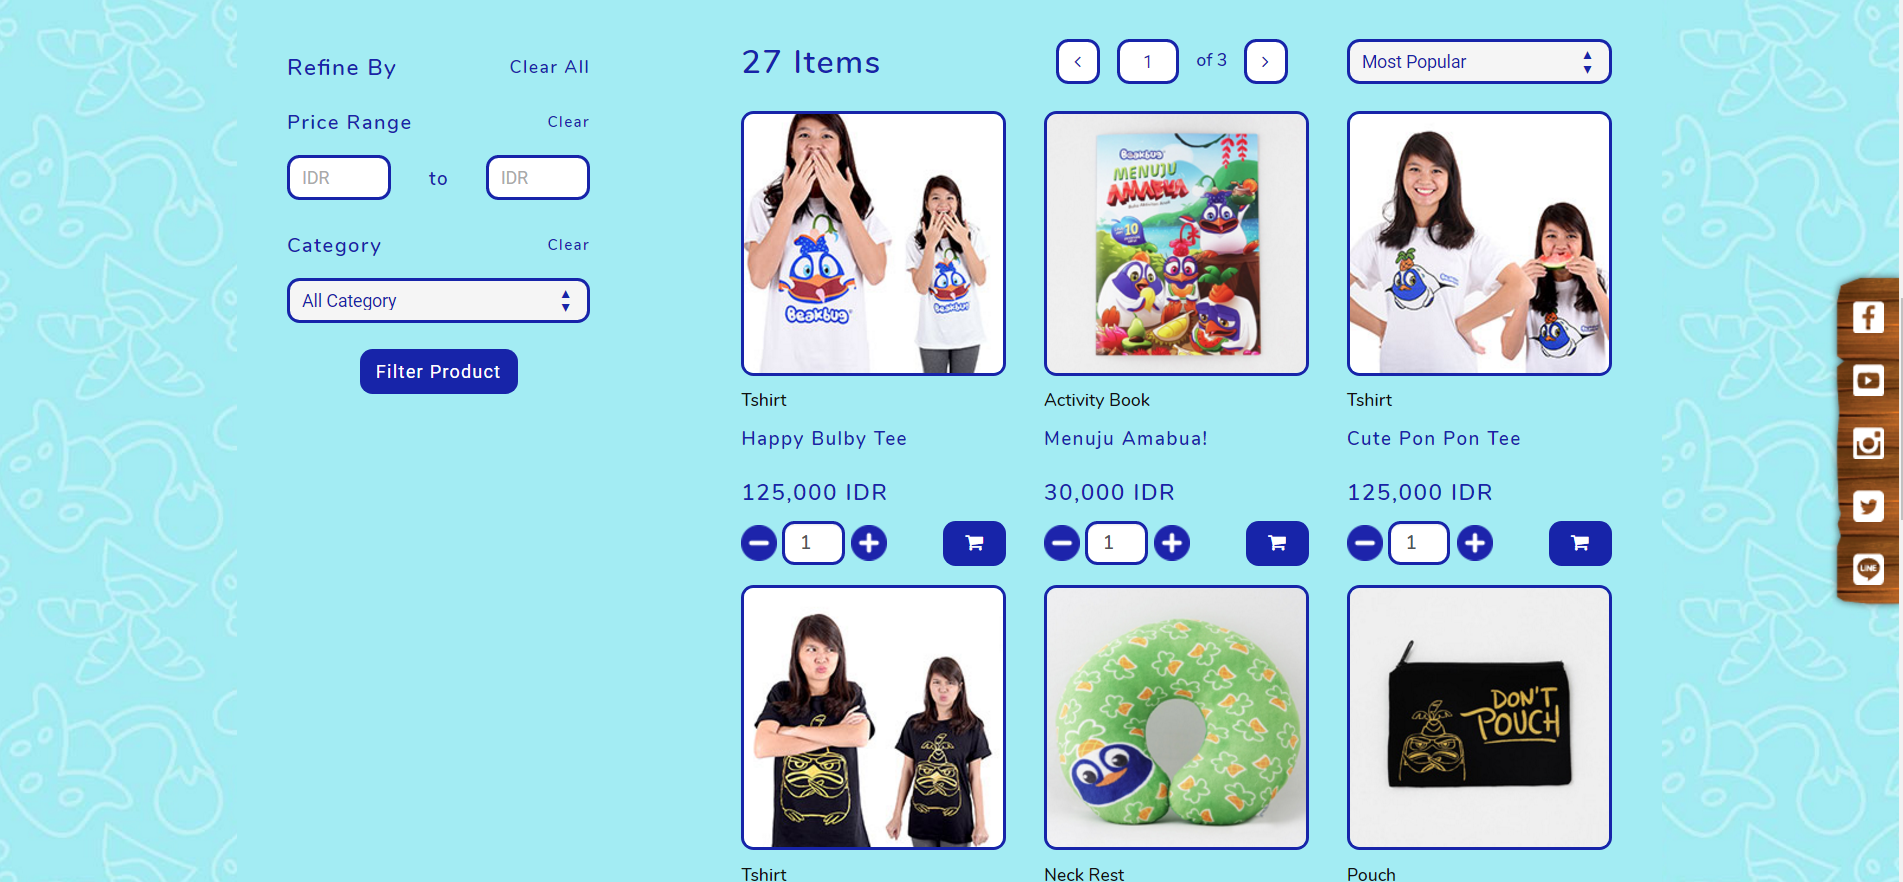 Refine By
Clear All
Price Range
Clear
IDR
to
IDR
Category
Clear
All Category
Filter Product
27 Items
1
of 3
Most Popular
Beakbug
Beakbug
Beakbug
MENUJU
AMABUA
10
Tshirt
Activity Book
Tshirt
Happy Bulby Tee
Menuju Amabua!
Cute Pon Pon Tee
125,000 IDR
30,000 IDR
125,000 IDR
1
1
1
DON'T
POUCH
Tshirt
Neck Rest
Pouch
LINE